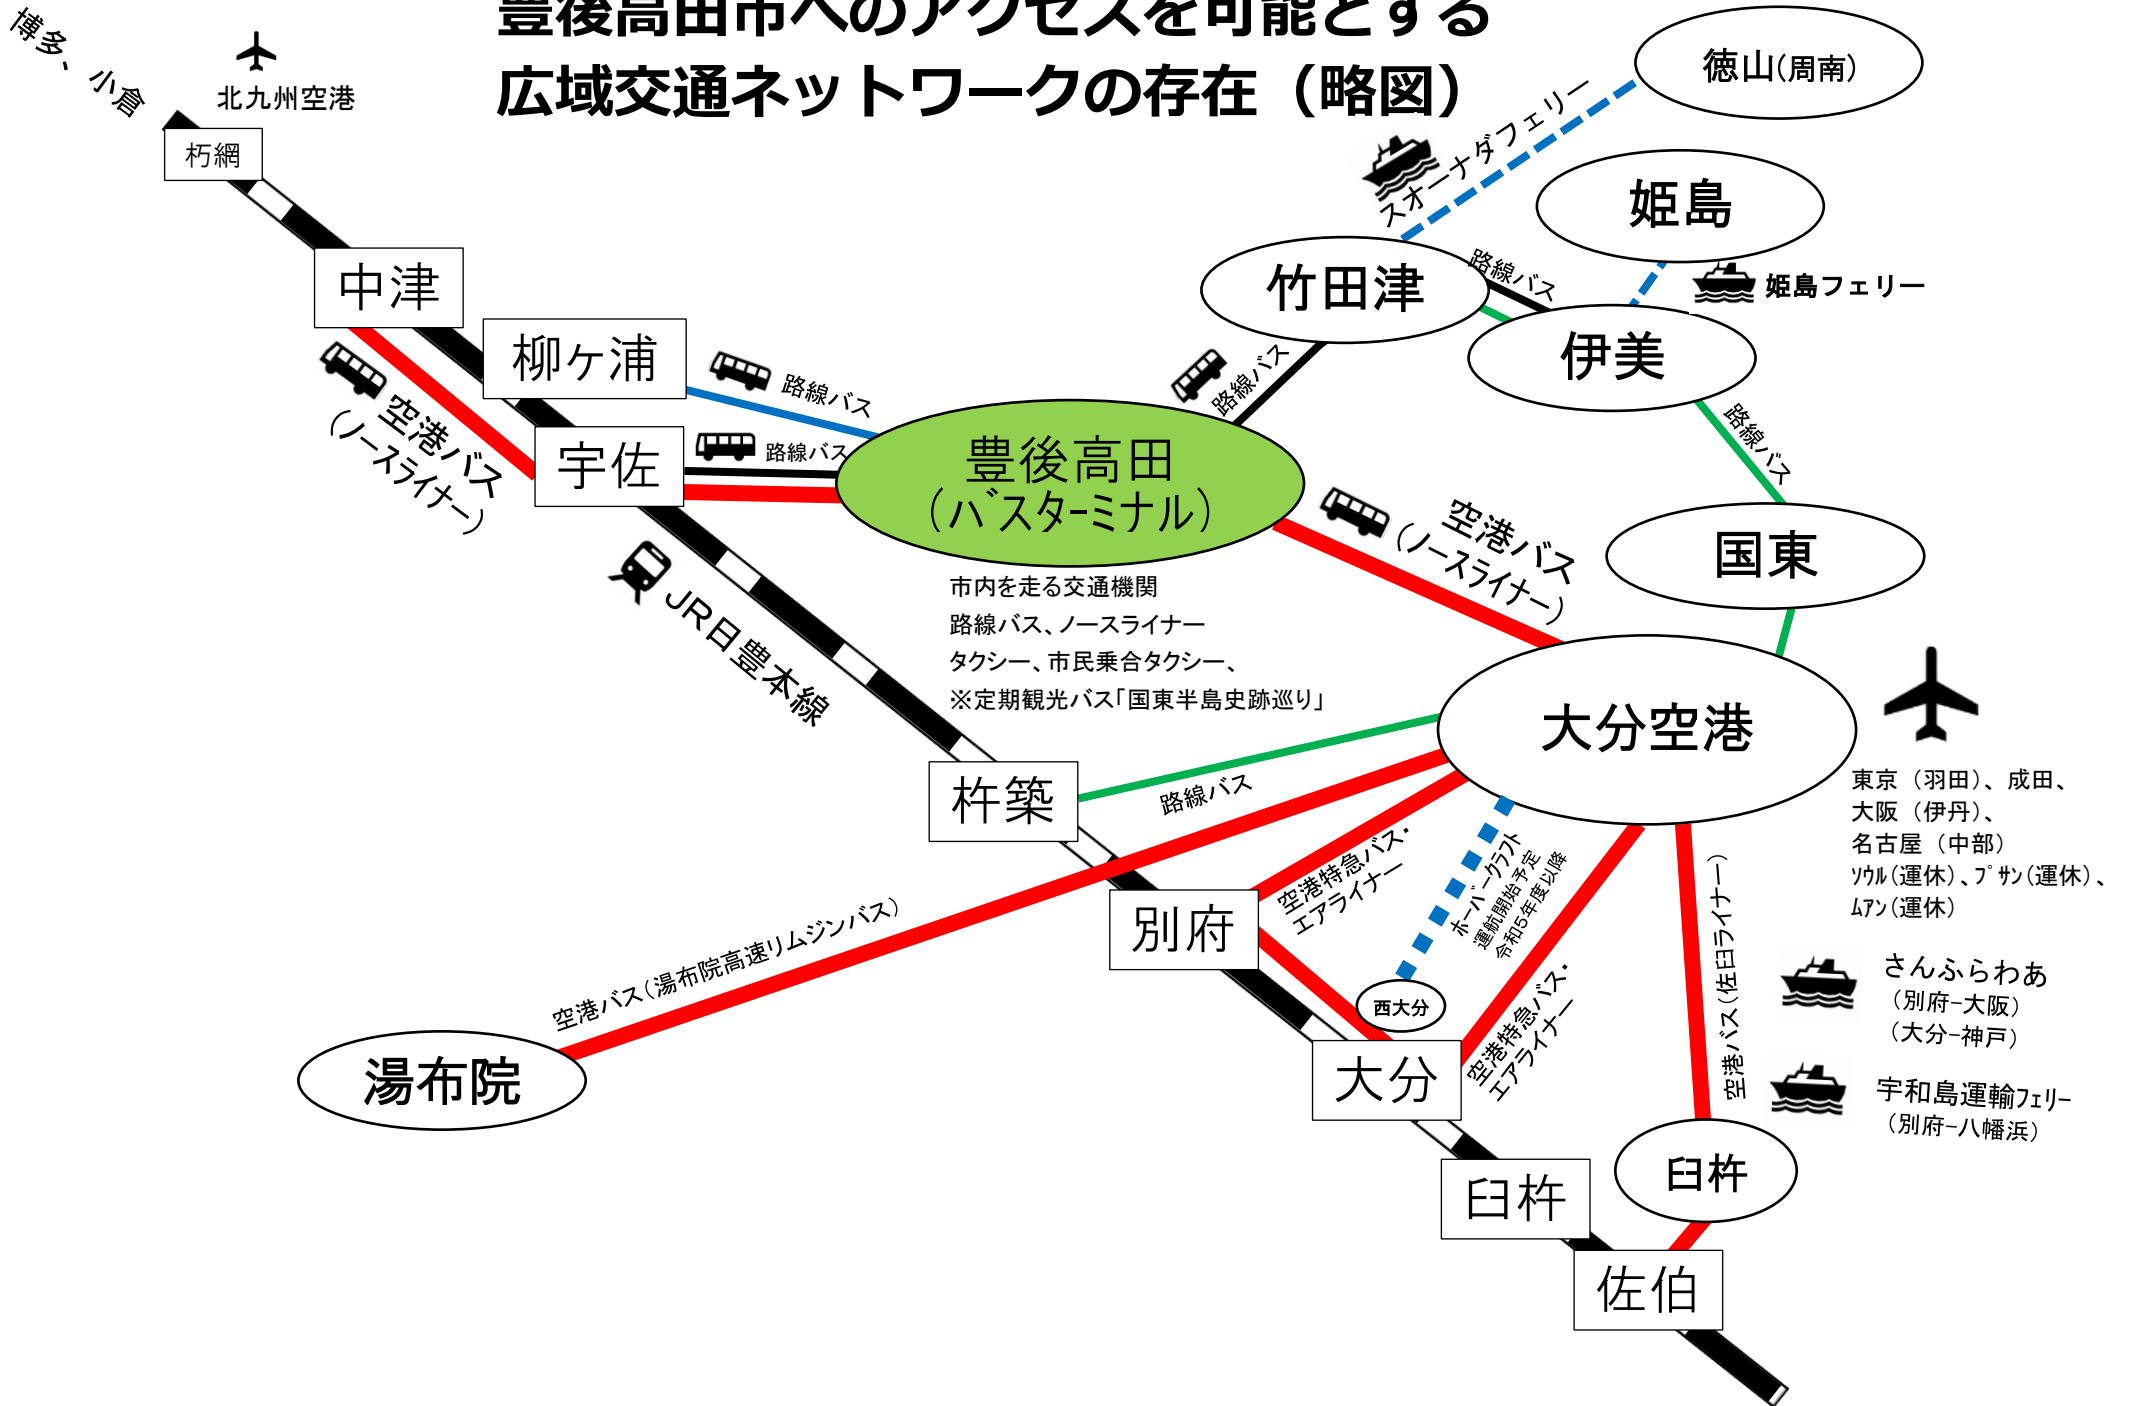 豊後高田市へのアクセスを可能とする
広域交通ネットワークの存在（略図）
博多、小倉
北九州空港
朽網
中津
柳ヶ浦
宇佐
空港バス
（ノースライナー）
路線バス
路線バス
豊後高田
（バスターミナル）
市内を走る交通機関
路線バス、ノースライナー
タクシー、市民乗合タクシー、
※定期観光バス「国東半島史跡巡り」
JR日豊本線
徳山（周南）
スオーナダフェリー
姫島
姫島フェリー
竹田津
路線バス
伊美
路線バス
路線バス
国東
空港バス
（ノースライナー）
大分空港
東京（羽田）、成田、
大阪（伊丹）、
名古屋（中部）
ソウル（運休）、プサン（運休）、
ムアン（運休）
杵築
路線バス
別府
空港特急バス・
エアライナー
ホーバークラフト
運航開始予定
令和5年度以降
空港バス（湯布院高速リムジンバス）
湯布院
西大分
大分
空港特急バス・
エアライナー
空港バス（佐臼ライナー）
さんふらわあ
（別府-大阪）
（大分-神戸）
宇和島運輸フェリー
（別府-八幡浜）
臼杵
臼杵
佐伯